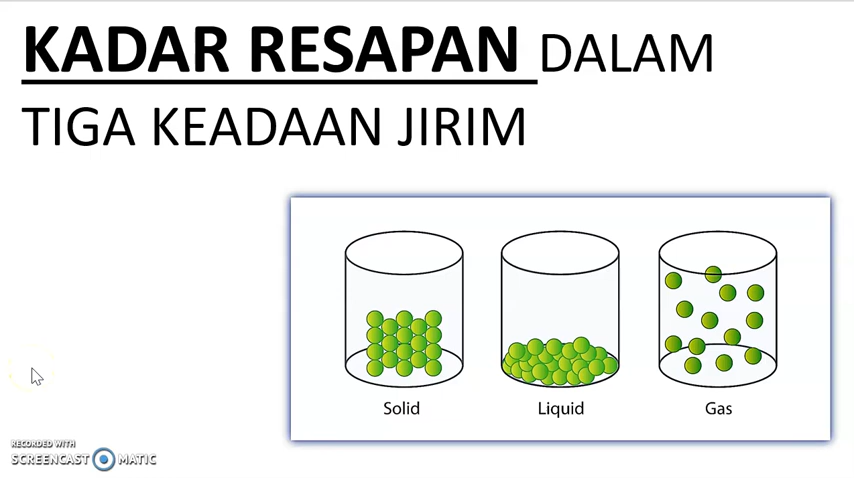 KADAR RESAPAN DALAM
TIGA KEADAAN JIRIM
Solid Liquid Gas
RECORDED WITH
SCREENCAST MATIC